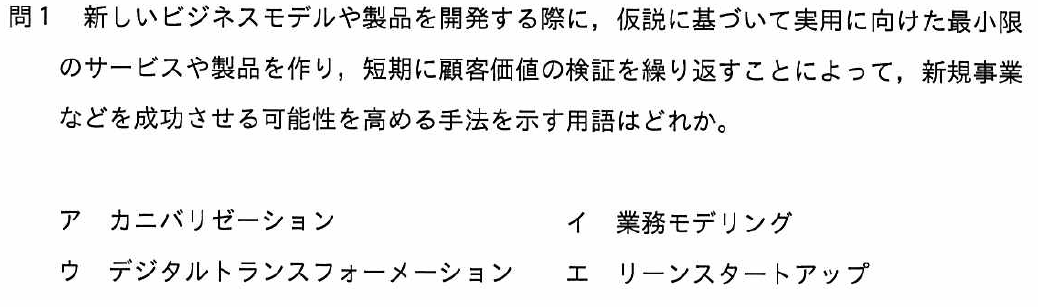 問1　新しいビジネスモデルや製品を開発する際に，仮説に基づいて実用に向けた最小限
のサービスや製品を作り，短期に顧客価値の検証を繰り返すことによって，新規事業
などを成功させる可能性を高める手法を示す用語はどれか。
ア　カニバリゼーション　イ　業務モデリング
ウ　デジタルトランスフォーメーション　エ　リーンスタートアップ